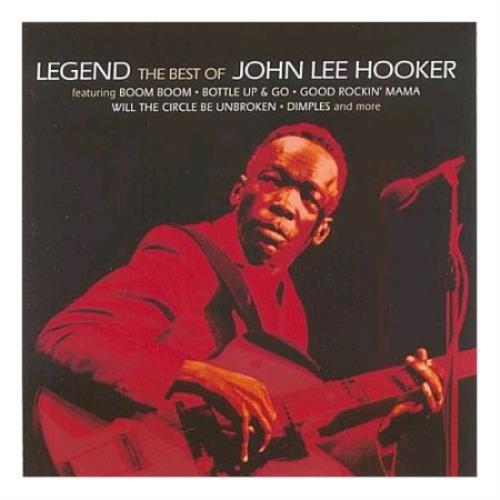 LEGEND THE BEST OF JOHN LEE HOOKER
featuring BOOM BOOM • BOTTLE UP & GO • GOOD ROCKIN' MAMA
WILL THE CIRCLE BE UNBROKEN • DIMPLES and more